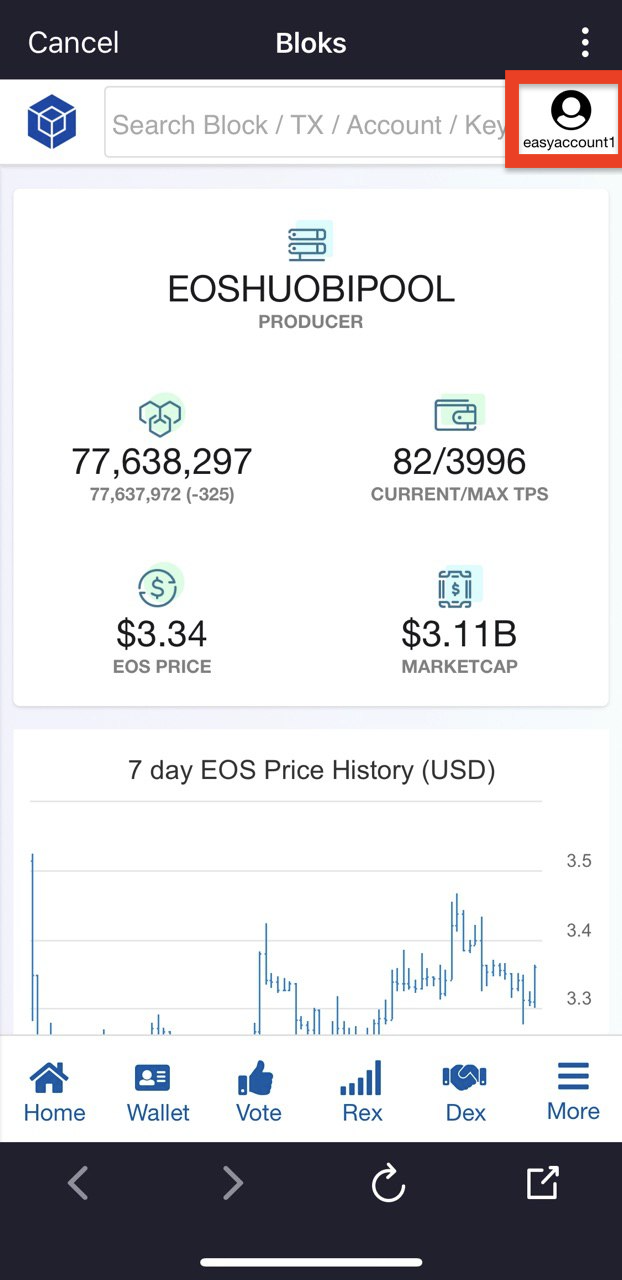 Cancel
Bloks
Search Block / TX / Account / Key
easyaccount1
EOSHUOBIPOOL
PRODUCER
77,638,297
77,637,972 (-325)
82/3996
CURRENT/MAX TPS
$3.34
EOS PRICE
$3.11B
MARKETCAP
7 day EOS Price History (USD)
3.5
3.4
3.3
Home
Wallet
Vote
Rex
Dex
More